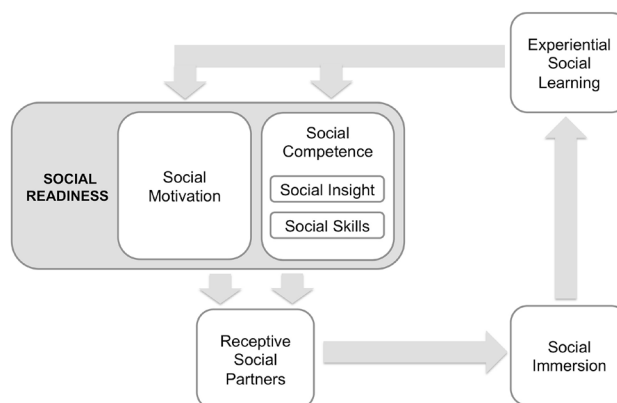 Experiential
Social
Learning
SOCIAL
READINESS
Social
Motivation
Social
Competence
Social Insight
Social Skills
Receptive
Social
Partners
Social
Immersion